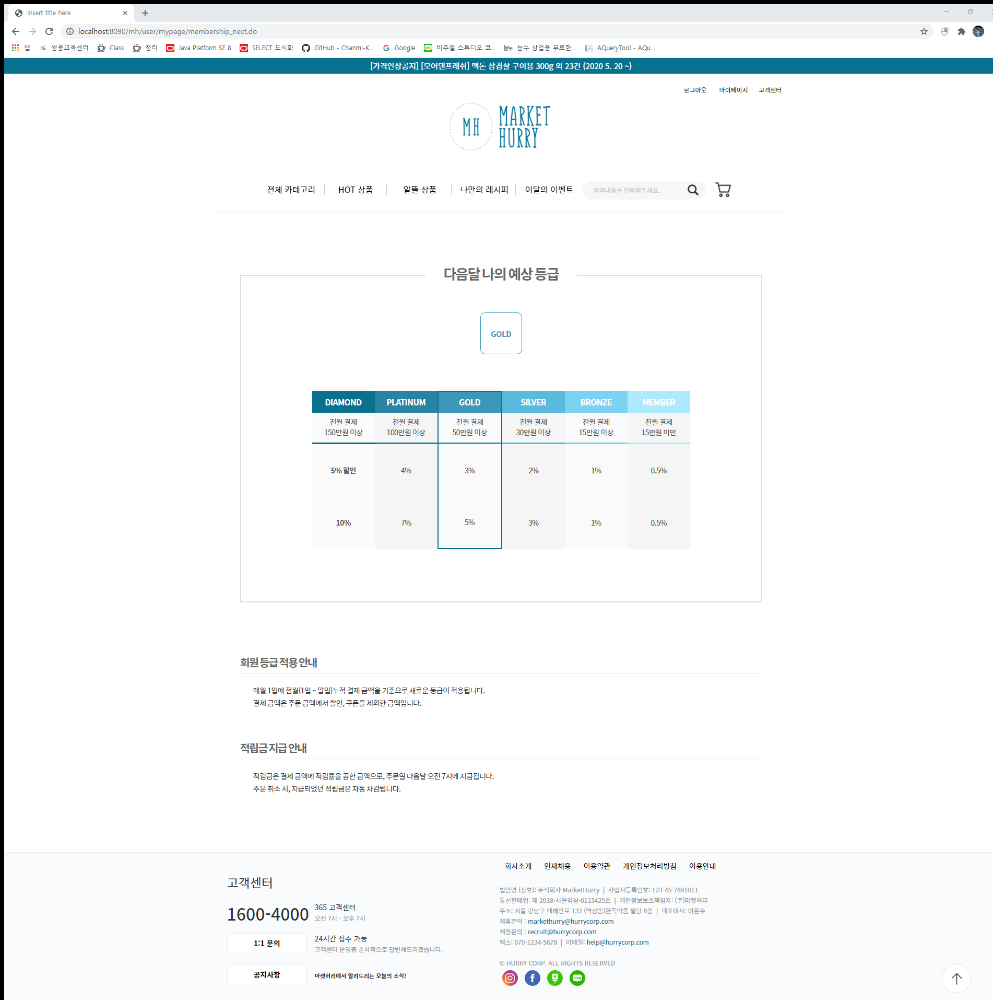 Insert title here
localhost:8090/mh/user/mypage/membership_next.do
앱 쌍용교육센터 Class 정리 Java Platform SE 8 SELECT 도식화 GitHub - Chanmi-K... Google 비주얼 스튜디오 코... 눈누 상업용 무료한... AQueryTool - AQu...
[가격인상공지] [모어댄프레쉬] 맥돈 삼겹살 구이용 300g 외 23건 (2020 5. 20 ~)
로그아웃 마이페이지 고객센터
MH MARKET
HURRY
전체 카테고리 HOT 상품 알뜰 상품 나만의 레시피 이달의 이벤트 검색내용을 입력해주세요.
다음달 나의 예상 등급
GOLD
DIAMOND PLATINUM GOLD SILVER BRONZE MEMBER
전월 결제 전월 결제 전월 결제 전월 결제 전월 결제 전월 결제
150만원 이상 100만원 이상 50만원 이상 30만원 이상 15만원 이상 15만원 미만
5% 할인 4% 3% 2% 1% 0.5%
10% 7% 5% 3% 1% 0.5%
회원 등급 적용 안내
매월 1일에 전월(1일 ~ 말일)누적 결제 금액을 기준으로 새로운 등급이 적용됩니다.
결제 금액은 주문 금액에서 할인, 쿠폰을 제외한 금액입니다.
적립금 지급 안내
적립금은 결제 금액에 적립률을 곱한 금액으로, 주문일 다음날 오전 7시에 지급됩니다.
주문 취소 시, 지급되었던 적립금은 자동 차감됩니다.
고객센터
1600-4000 365 고객센터
오전 7시 - 오후 7시
1:1 문의 24시간 접수 가능
고객센터 운영중 순차적으로 답변해드리겠습니다.
공지사항 마켓허리에서 알려드리는 오늘의 소식!
회사소개 인재채용 이용약관 개인정보처리방침 이용안내
법인명 (상호): 주식회사 MarketHurry | 사업자등록번호: 123-45-7891011
통신판매업: 제 2018-서울역삼-0123425호 | 개인정보보호책임자: (주)마켓허리
주소: 서울 강남구 테헤란로 132 (역삼동)한독약품 빌딩 8층 | 대표이사: 이은수
제휴문의 : markethurry@hurrycorp.com
채용문의 : recruit@hurrycorp.com
팩스: 070-1234-5678 | 이메일: help@hurrycorp.com
© HURRY CORP. ALL RIGHTS RESERVED
blog